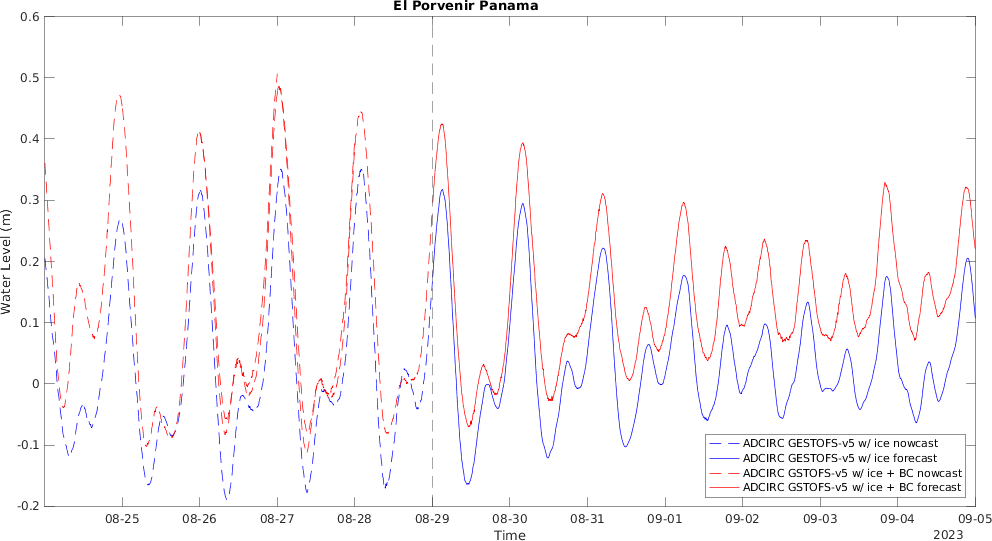 El Porvenir Panama
0.6
0.5
0.4
0.3
0.2
0.1
0
-0.1
-0.2
Water Level (m)
ADCIRC GESTOFS-v5 w/ ice nowcast
ADCIRC GESTOFS-v5 w/ ice forecast
ADCIRC GSTOFS-v5 w/ ice + BC nowcast
ADCIRC GSTOFS-v5 w/ ice + BC forecast
08-25 08-26 08-27 08-28 08-29 08-30 08-31 09-01 09-02 09-03 09-04 09-05
Time
2023